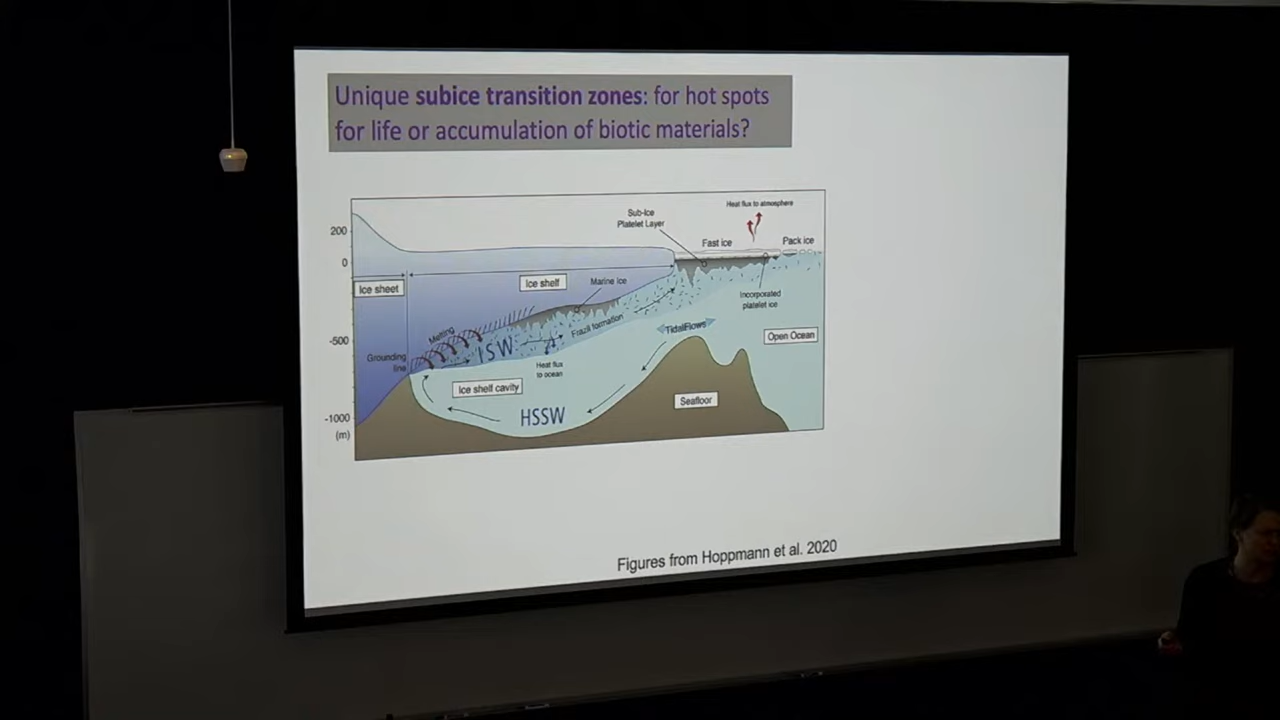 Unique subice transition zones: for hot spots
for life or accumulation of biotic materials?
Heat flux to atmosphere
Sub-Ice
Platelet Layer
Fast ice
Pack ice
200
0
Ice sheet
Ice shelf
Marine Ice
Incorporated
platelet ice
Melting
Frazil formation
Tidal Flows
-500
Open Ocean
ISW
Grounding
line
Heat flux
to ocean
Ice shelf cavity
Seafloor
HSSW
-1000
(m)
Figures from Hoppmann et al. 2020